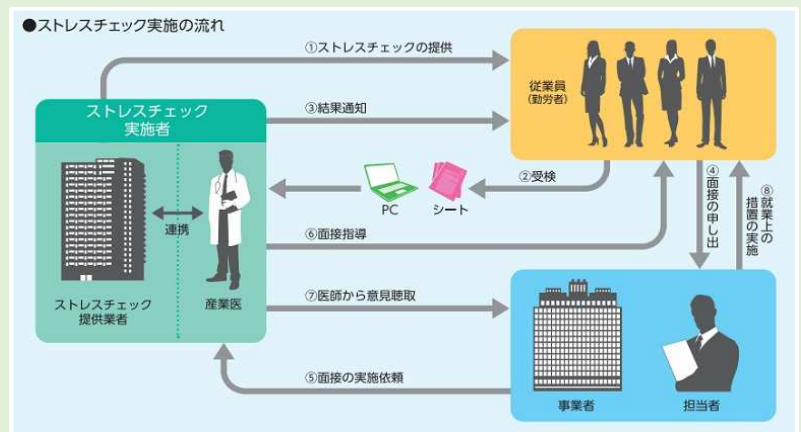 ●ストレスチェック実施の流れ
①ストレスチェックの提供
従業員
(勤労者)
ストレスチェック
実施者
③結果通知
②受検
PC
シート
④面接の申し出
⑧就業上の
措置の実施
連携
⑥面接指導
ストレスチェック
提供業者
産業医
⑦医師から意見聴取
⑤面接の実施依頼
事業者
担当者